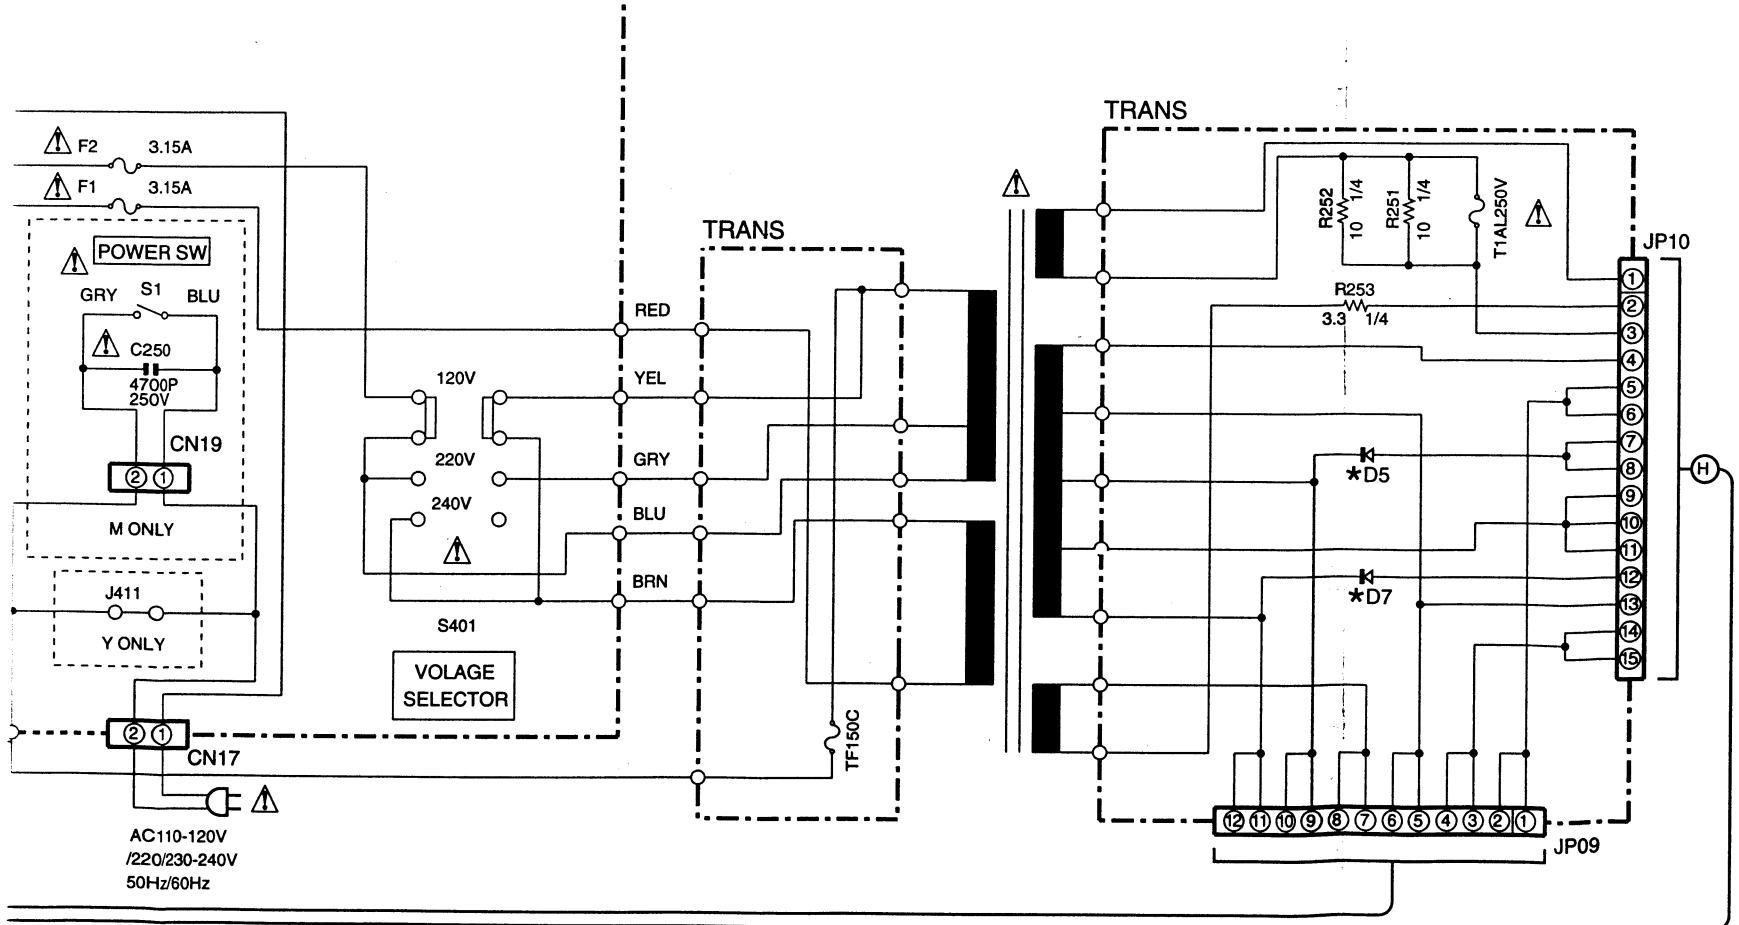 F2 3.15A
F1 3.15A
POWER SW
S1
GRY BLU
C250
4700P
250V
CN19
2 1
M ONLY
J411
Y ONLY
2 1
CN17
AC110-120V
/220/230-240V
50Hz/60Hz
120V
220V
240V
S401
VOLAGE
SELECTOR
RED
YEL
GRY
BLU
BRN
TRANS
TF150C
TRANS
R252
10 1/4
R251
10 1/4
T1AL250V
R253
3.3 1/4
*D5
*D7
JP10
1
2
3
4
5
6
7
8
9
10
11
12
13
14
15
H
12 11 10 9 8 7 6 5 4 3 2 1
JP09